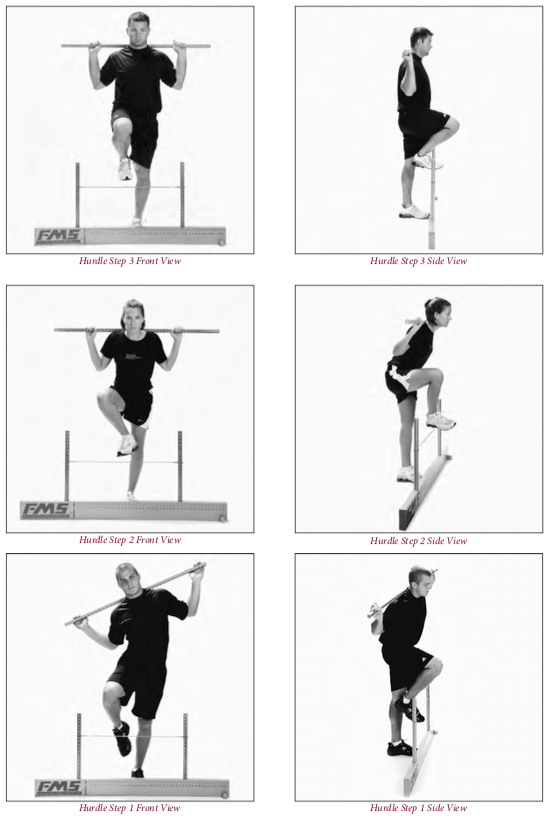 FMS
Hurdle Step 3 Front View
Hurdle Step 3 Side View
FMS
Hurdle Step 2 Front View
Hurdle Step 2 Side View
FMS
Hurdle Step 1 Front View
Hurdle Step 1 Side View